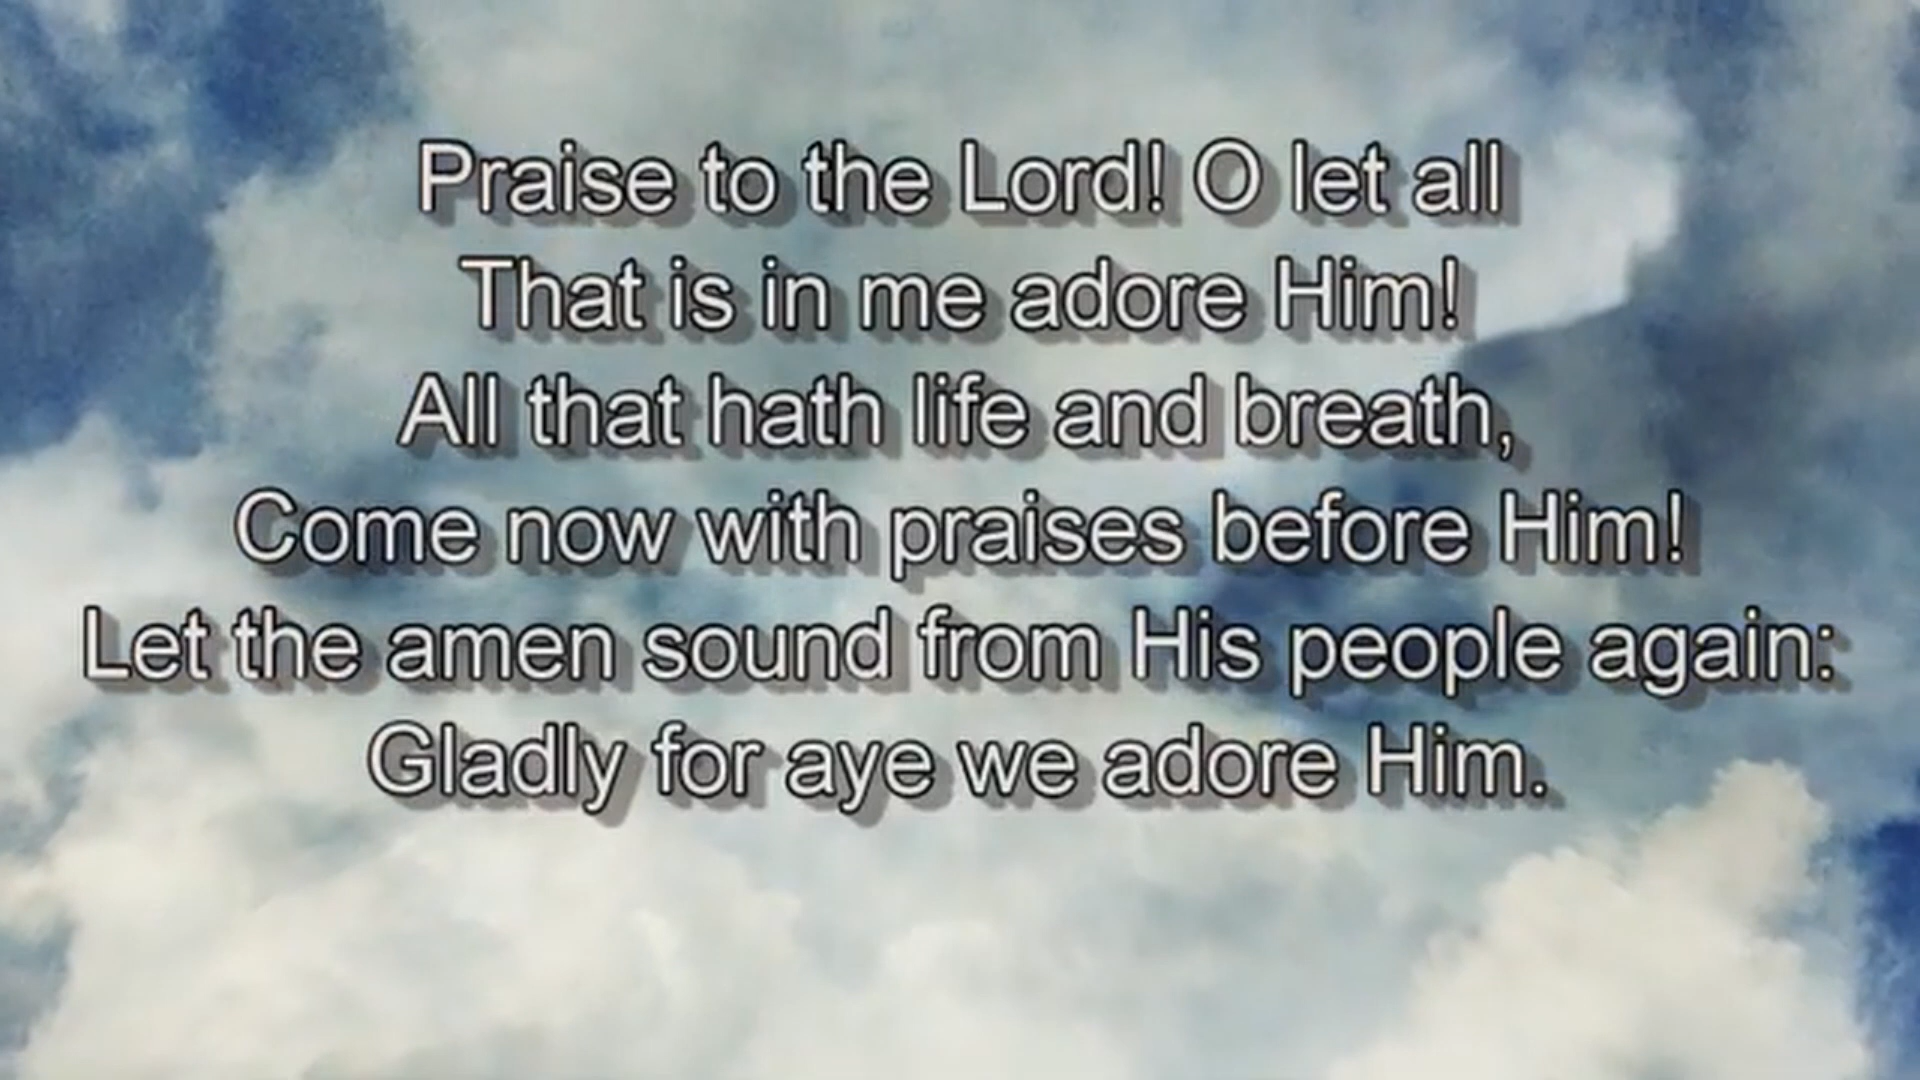 Praise to the Lord! O let all
That is in me adore Him!
All that hath life and breath,
Come now with praises before Him!
Let the amen sound from His people again:
Gladly for aye we adore Him.